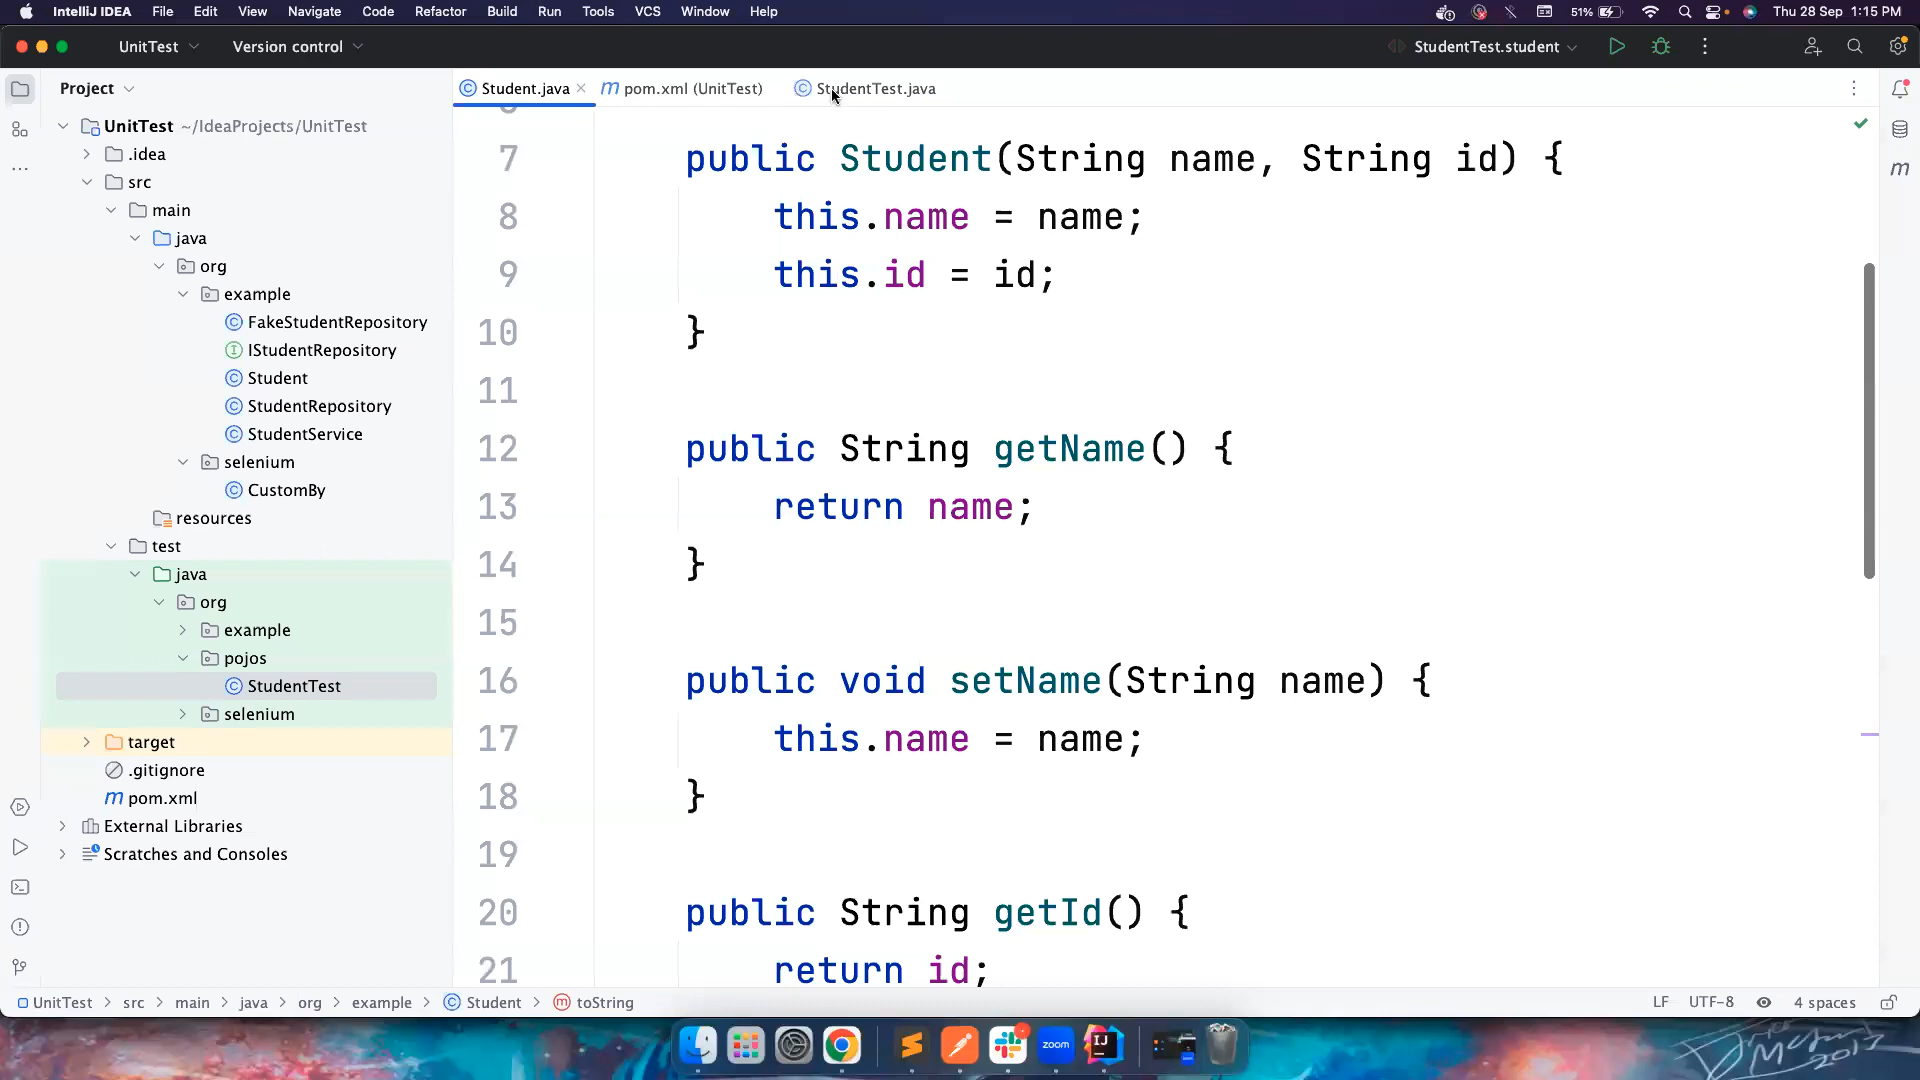 IntelliJ IDEA File Edit View Navigate Code Refactor Build Run Tools VCS Window Help 51% Thu 28 Sep 1:15 PM
UnitTest Version control StudentTest.student
Project
Student.java pom.xml (UnitTest) StudentTest.java
UnitTest ~/IdeaProjects/UnitTest
.idea
src
main
java
org
example
FakeStudentRepository
IStudentRepository
Student
StudentRepository
StudentService
selenium
CustomBy
resources
test
java
org
example
pojos
StudentTest
selenium
target
.gitignore
pom.xml
External Libraries
Scratches and Consoles
7 public Student(String name, String id) {
8 this.name = name;
9 this.id = id;
10 }
11
12 public String getName() {
13 return name;
14 }
15
16 public void setName(String name) {
17 this.name = name;
18 }
19
20 public String getId() {
21 return id;
UnitTest > src > main > java > org > example > Student > toString LF UTF-8 4 spaces
zoom
IJ
2017